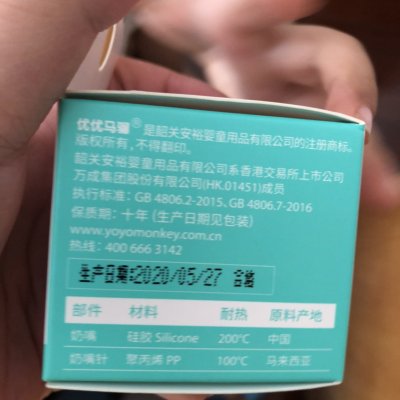 优优马骝®是韶关安裕婴童用品有限公司的注册商标。
版权所有,不得翻印。
韶关安裕婴童用品有限公司系香港交易所上市公司
万成集团股份有限公司(HK.01451)成员
执行标准:GB 4806.2-2015、GB 4806.7-2016
保质期:十年 (生产日期见包装)
www.yoyomonkey.com.cn
热线:400 666 3142
生产日期:2020/05/27 合格
部件 材料 耐热 原料产地
奶嘴 硅胶 Silicone 200℃ 中国
奶嘴针 聚丙烯 PP 100℃ 马来西亚